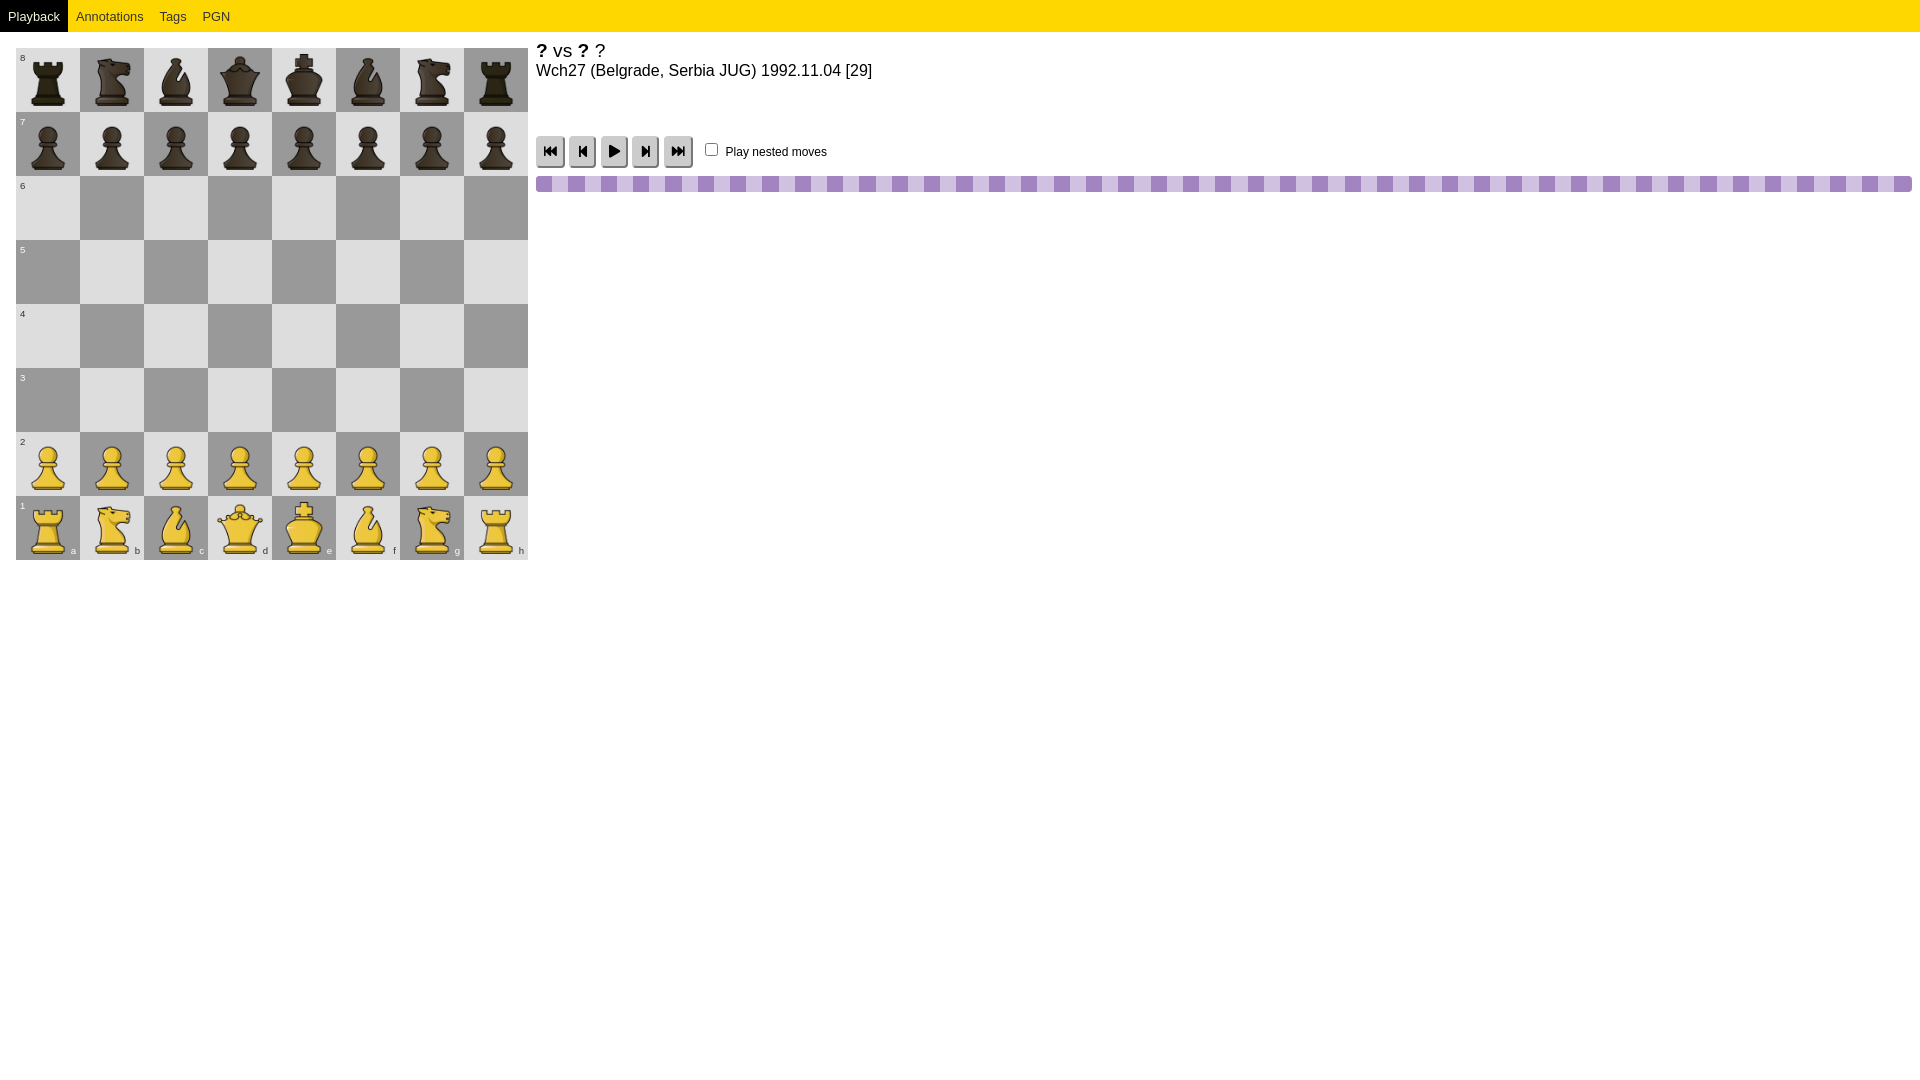 Playback Annotations Tags PGN
? vs ? ?
Wch27 (Belgrade, Serbia JUG) 1992.11.04 [29]
Play nested moves
8
7
6
5
4
3
2
1
a b c d e f g h